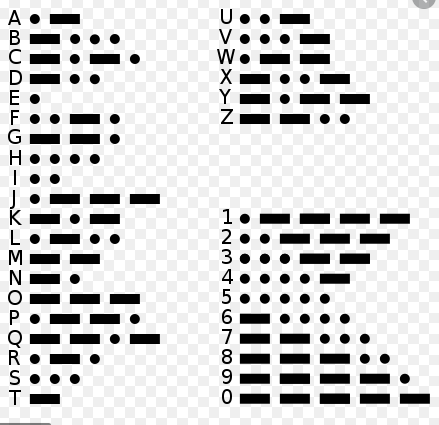 A ● ▬
B ▬ ● ● ●
C ▬ ● ▬ ●
D ▬ ● ●
E ●
F ● ● ▬ ●
G ▬ ▬ ●
H ● ● ● ●
I ● ●
J ● ▬ ▬ ▬
K ▬ ● ▬
L ● ▬ ● ●
M ▬ ▬
N ▬ ●
O ▬ ▬ ▬
P ● ▬ ▬ ●
Q ▬ ▬ ● ▬
R ● ▬ ●
S ● ● ●
T ▬
U ● ● ▬
V ● ● ● ▬
W ● ▬ ▬
X ▬ ● ● ▬
Y ▬ ● ▬ ▬
Z ▬ ▬ ● ●
1 ● ▬ ▬ ▬ ▬
2 ● ● ▬ ▬ ▬
3 ● ● ● ▬ ▬
4 ● ● ● ● ▬
5 ● ● ● ● ●
6 ▬ ● ● ● ●
7 ▬ ▬ ● ● ●
8 ▬ ▬ ▬ ● ●
9 ▬ ▬ ▬ ▬ ●
0 ▬ ▬ ▬ ▬ ▬